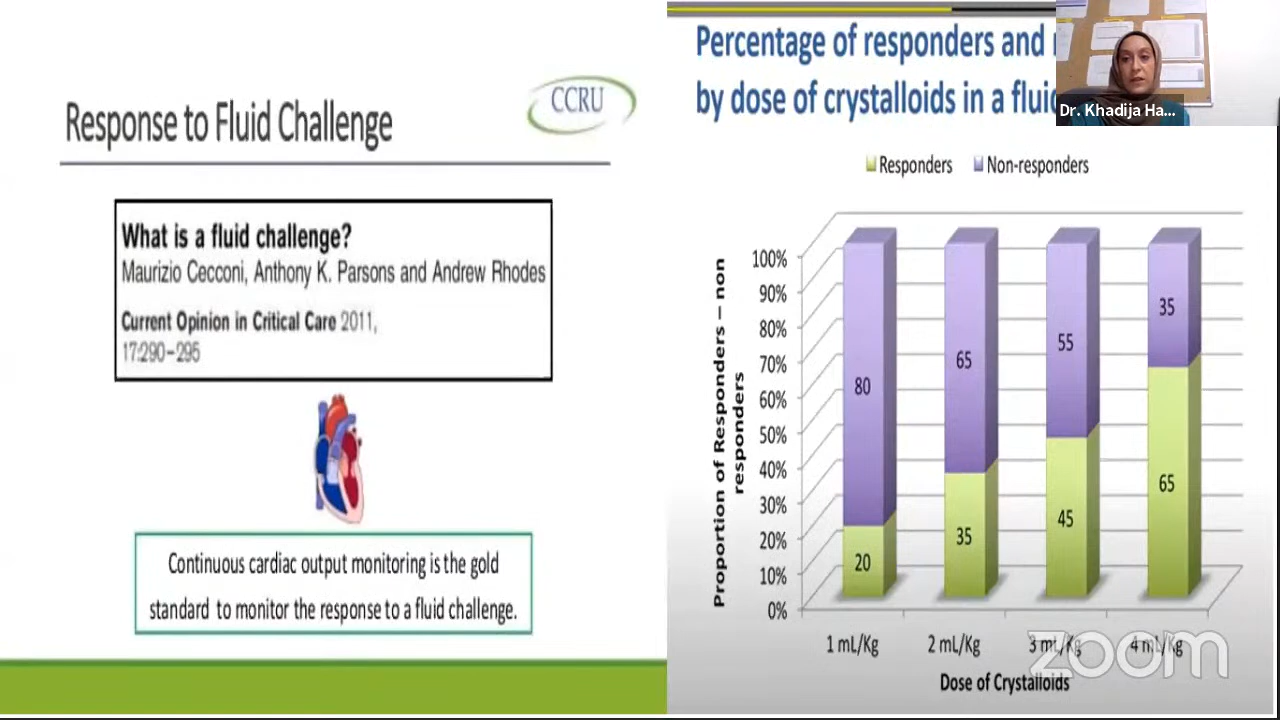 CCRU
Response to Fluid Challenge
What is a fluid challenge?
Maurizio Cecconi, Anthony K. Parsons and Andrew Rhodes
Current Opinion in Critical Care 2011,
17:290–295
Continuous cardiac output monitoring is the gold
standard to monitor the response to a fluid challenge.
Percentage of responders and
by dose of crystalloids in a
Dr. Khadija Ha...
Responders Non-responders
Proportion of Responders – non
responders
100%
90%
80%
70%
60%
50%
40%
30%
20%
10%
0%
80
65
55
35
20
35
45
65
1 mL/Kg 2 mL/Kg 3 mL/Kg 4 mL/Kg
Dose of Crystalloids
zoom